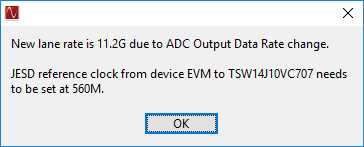 New lane rate is 11.2G due to ADC Output Data Rate change.
JESD reference clock from device EVM to TSW14J10VC707 needs
to be set at 560M.
OK